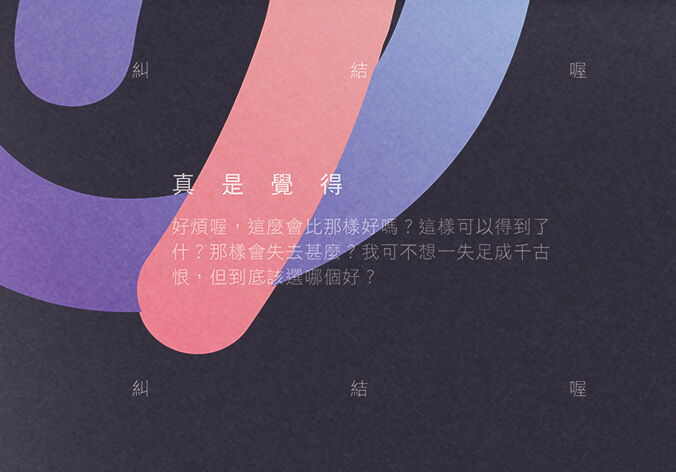 糾 結 喔
真是覺得
好煩喔，這麼會比那樣好嗎？這樣可以得到了
什？那樣會失去甚麼？我可不想一失足成千古
恨，但到底該選哪個好？
糾 結 喔